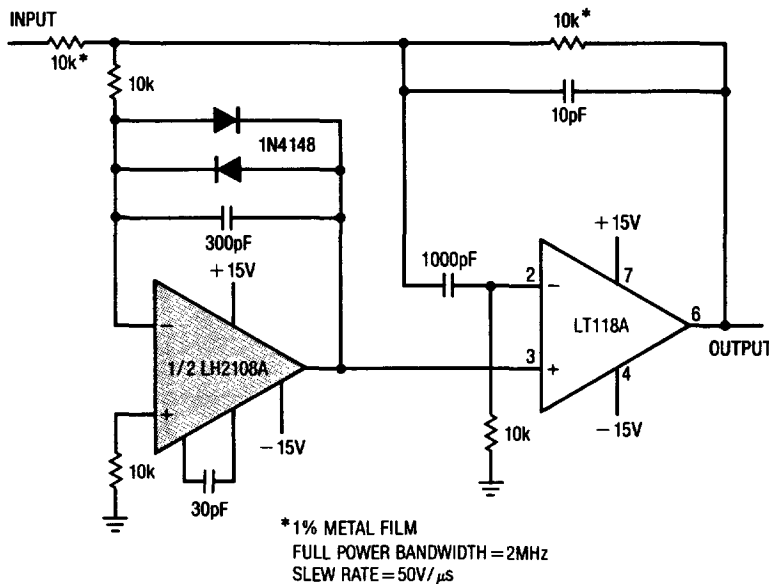 INPUT
10k*
10k*
10k
10pF
1N4148
300pF
1000pF
+15V
+15V
2
−
7
LT118A
6
3
+
4
OUTPUT
−
1/2 LH2108A
+
−15V
−15V
10k
10k
30pF
*1% METAL FILM
FULL POWER BANDWIDTH = 2MHz
SLEW RATE = 50V/μs